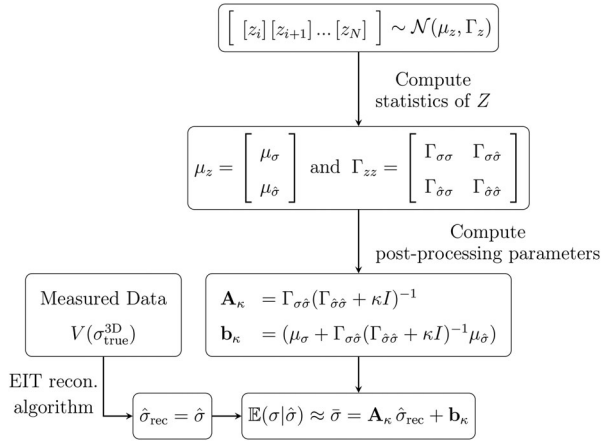 [ [z_i] [z_{i+1}] ... [z_N] ] ∼ 𝒩(μ_z, Γ_z)
Compute
statistics of Z
μ_z = [ μ_σ ; μ_σ̂ ] and Γ_zz = [ Γ_σσ Γ_σσ̂ ; Γ_σ̂σ Γ_σ̂σ̂ ]
Compute
post-processing parameters
A_κ = Γ_σσ̂(Γ_σ̂σ̂ + κI)^{-1}
b_κ = (μ_σ + Γ_σσ̂(Γ_σ̂σ̂ + κI)^{-1}μ_σ̂)
Measured Data
V(σ^{3D}_{true})
EIT recon.
algorithm
σ̂_rec = σ̂
𝔼(σ|σ̂) ≈ σ̄ = A_κ σ̂_rec + b_κ